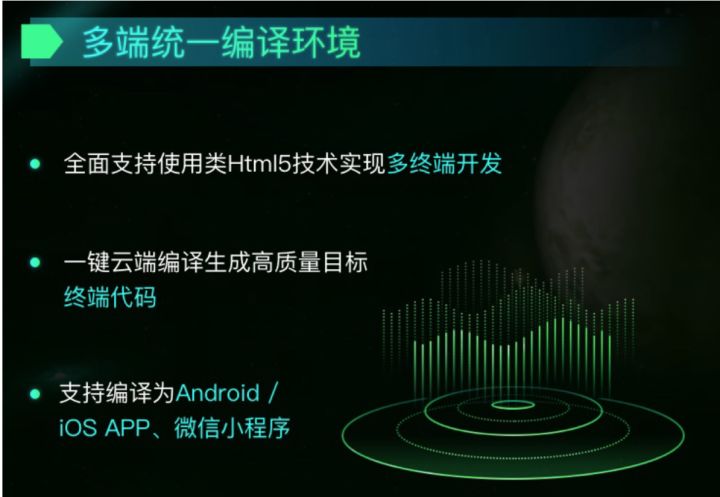 多端统一编译环境
全面支持使用类Html5技术实现多终端开发
一键云端编译生成高质量目标
终端代码
支持编译为Android /
iOS APP、微信小程序